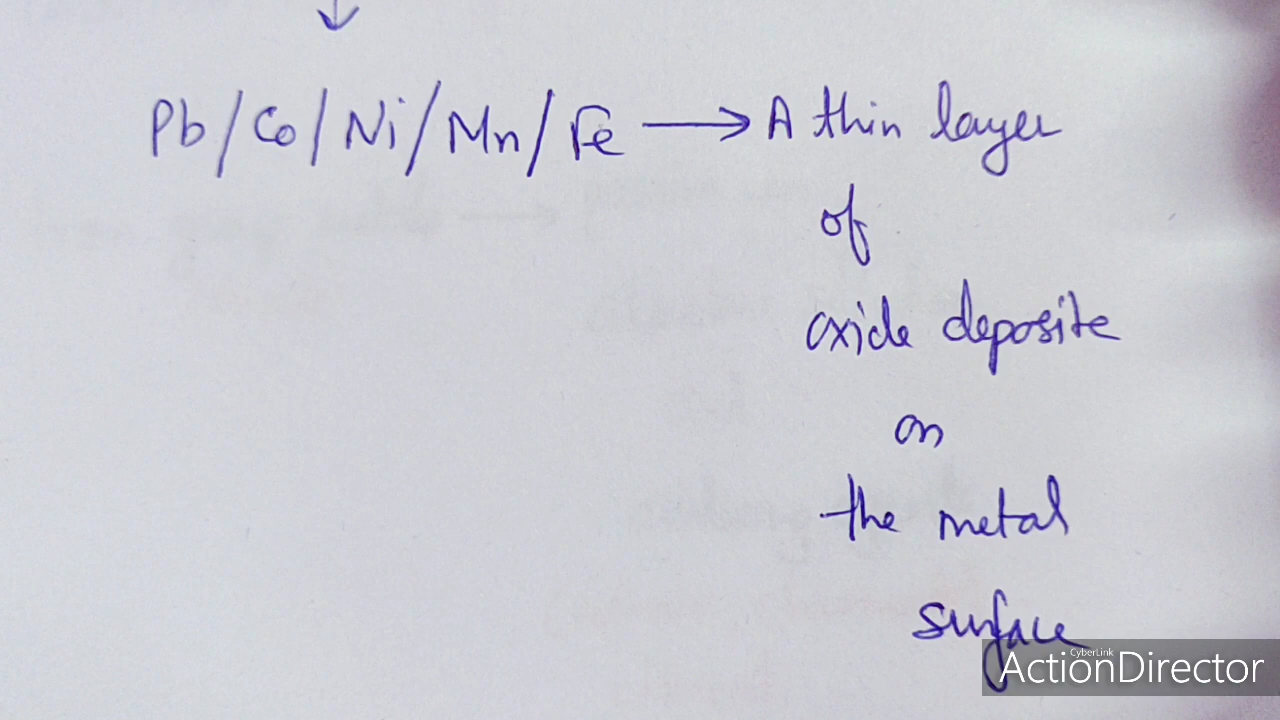 Pb/Co/Ni/Mn/Fe → A thin layer
of
oxide deposite
on
the metal
surface
CyberLink
ActionDirector